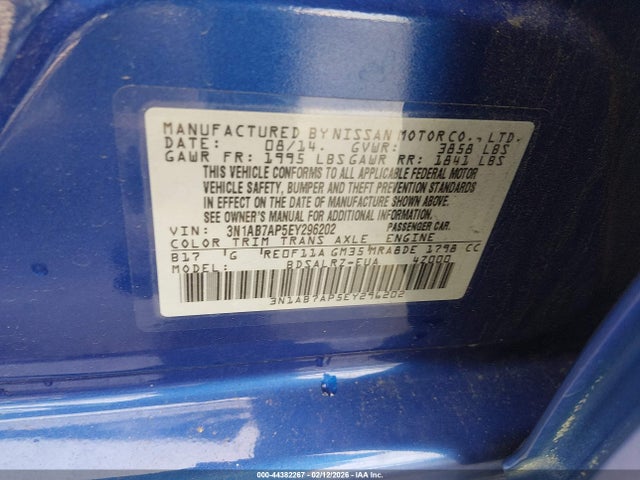 MANUFACTURED BY NISSAN MOTOR CO., LTD.
DATE: 08/14. GVWR: 3858 LBS
GAWR FR: 1995 LBS GAWR RR: 1841 LBS
THIS VEHICLE CONFORMS TO ALL APPLICABLE FEDERAL MOTOR
VEHICLE SAFETY, BUMPER AND THEFT PREVENTION STANDARDS
IN EFFECT ON THE DATE OF MANUFACTURE SHOWN ABOVE.
SEE OWNER'S MANUAL FOR ADDITIONAL INFORMATION.
VIN: 3N1AB7AP5EY296202 PASSENGER CAR.
COLOR TRIM TRANS AXLE ENGINE
B17 G RE0F11A GM35 MRA8DE 1798 CC
MODEL: BDSALRZ-EUA 4Z000
3N1AB7AP5EY296202
000-44382267 - 02/12/2026 - IAA Inc.